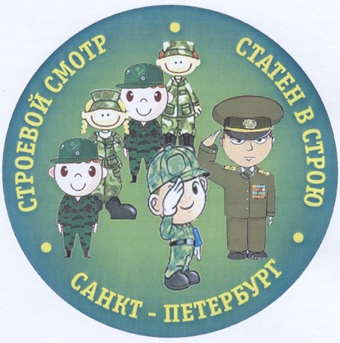 СТРОЕВОЙ СМОТР
СТАТЕН В СТРОЮ
САНКТ - ПЕТЕРБУРГ